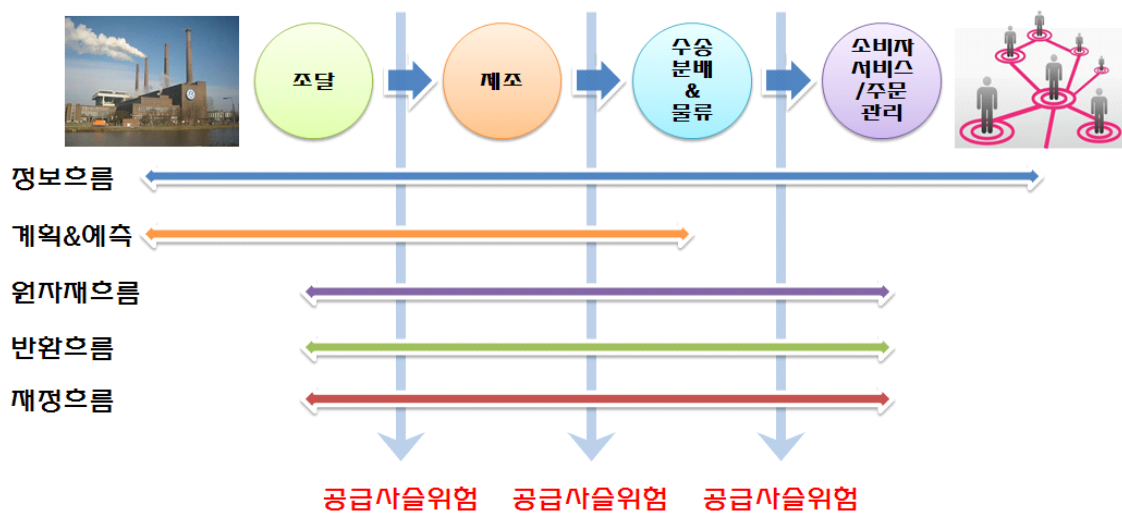 조달
제조
수송
분배
&
물류
소비자
서비스
/주문
관리
정보흐름
계획&예측
원자재흐름
반환흐름
재정흐름
공급사슬위험
공급사슬위험
공급사슬위험